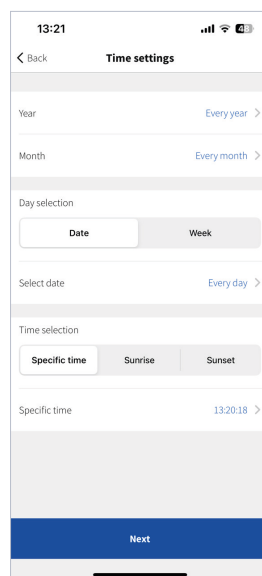 13:21
48
Back Time settings
Year Every year
Month Every month
Day selection
Date Week
Select date Every day
Time selection
Specific time Sunrise Sunset
Specific time 13:20:18
Next